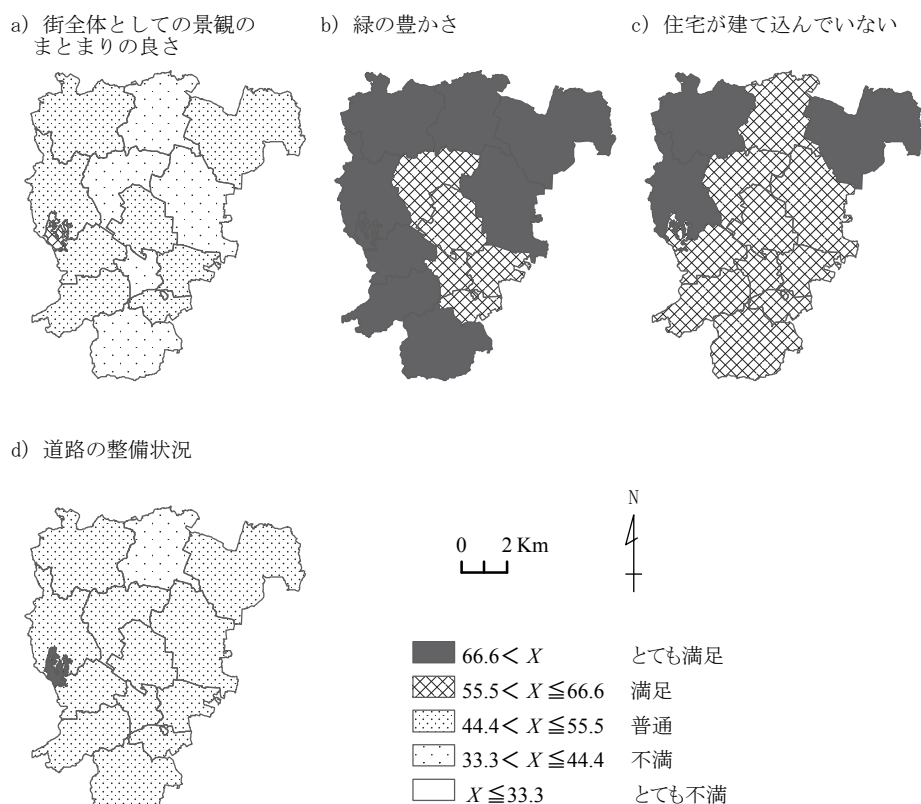 a) 街全体としての景観の
まとまりの良さ
b) 緑の豊かさ
c) 住宅が建て込んでいない
d) 道路の整備状況
N
0 2 Km
66.6< X とても満足
55.5< X ≦66.6 満足
44.4< X ≦55.5 普通
33.3< X ≦44.4 不満
X ≦33.3 とても不満